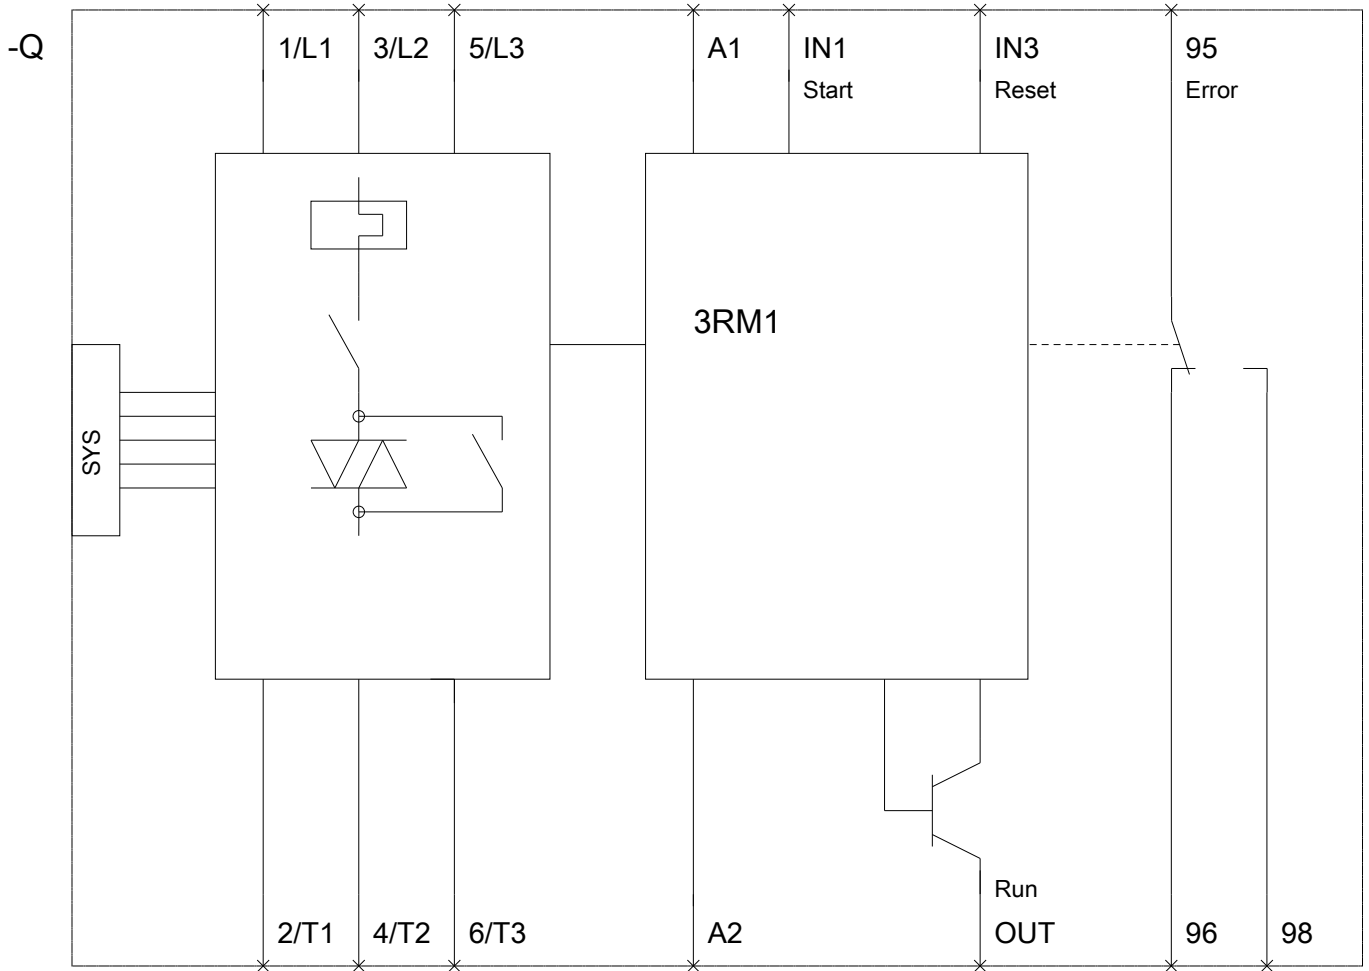 -Q
1/L1 3/L2 5/L3 A1 IN1 IN3 95
Start Reset Error
3RM1
SYS
Run
2/T1 4/T2 6/T3 A2 OUT 96 98